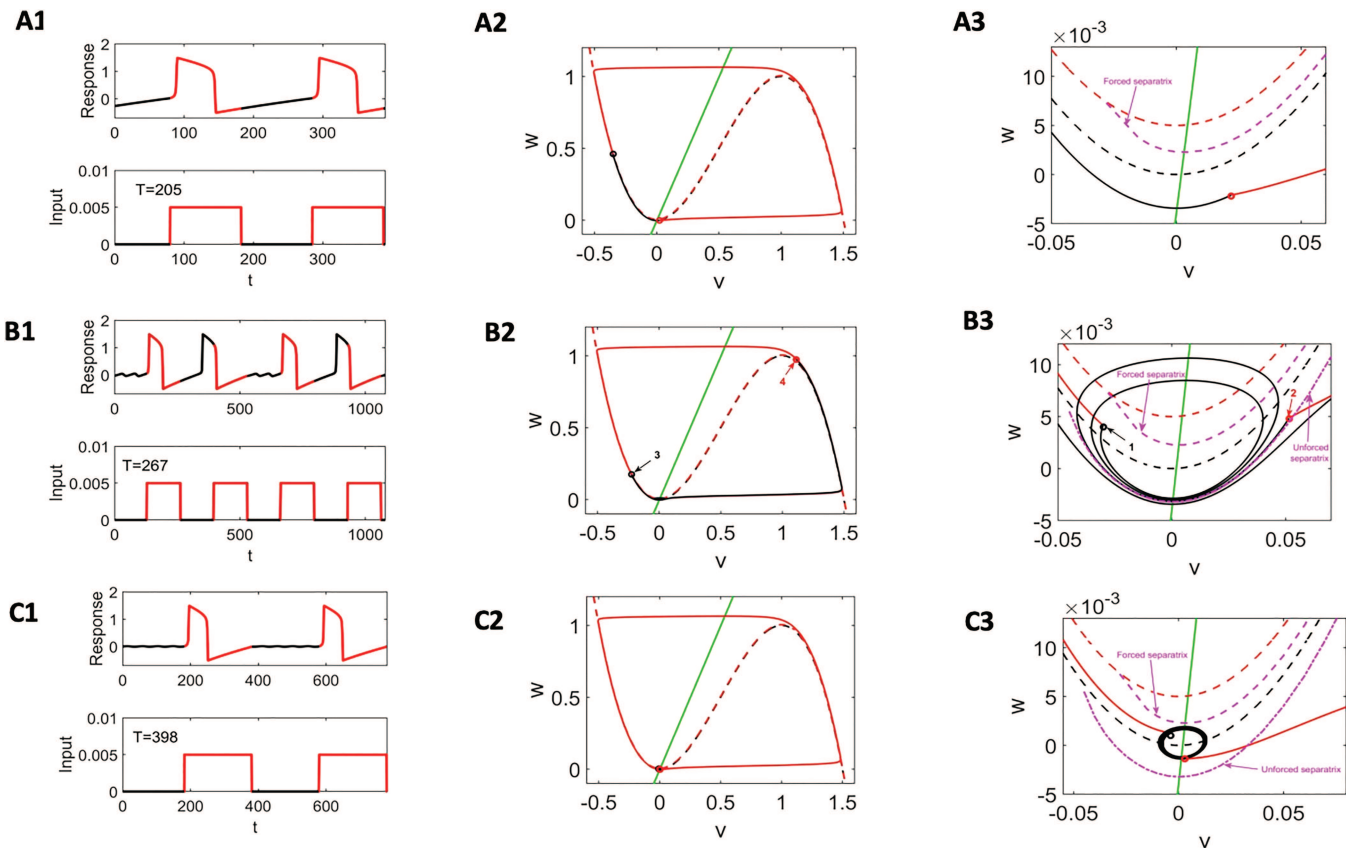 A1
Response
2
1
0
0
100
200
300
Input
0.01
0.005
0
T=205
0
100
200
300
t
A2
W
1
0.5
0
-0.5
0
0.5
1
1.5
V
A3
×10⁻³
W
10
5
0
-5
Forced separatrix
-0.05
0
0.05
V
B1
Response
2
1
0
0
500
1000
Input
0.01
0.005
0
T=267
0
500
1000
t
B2
W
1
0.5
0
4
3
-0.5
0
0.5
1
1.5
V
B3
×10⁻³
W
10
5
0
-5
Forced separatrix
2
1
Unforced
separatrix
-0.05
0
0.05
V
C1
Response
2
1
0
200
400
600
Input
0.01
0.005
0
T=398
200
400
600
t
C2
W
1
0.5
0
-0.5
0
0.5
1
1.5
V
C3
×10⁻³
W
10
5
0
-5
Forced separatrix
Unforced separatrix
-0.05
0
0.05
V